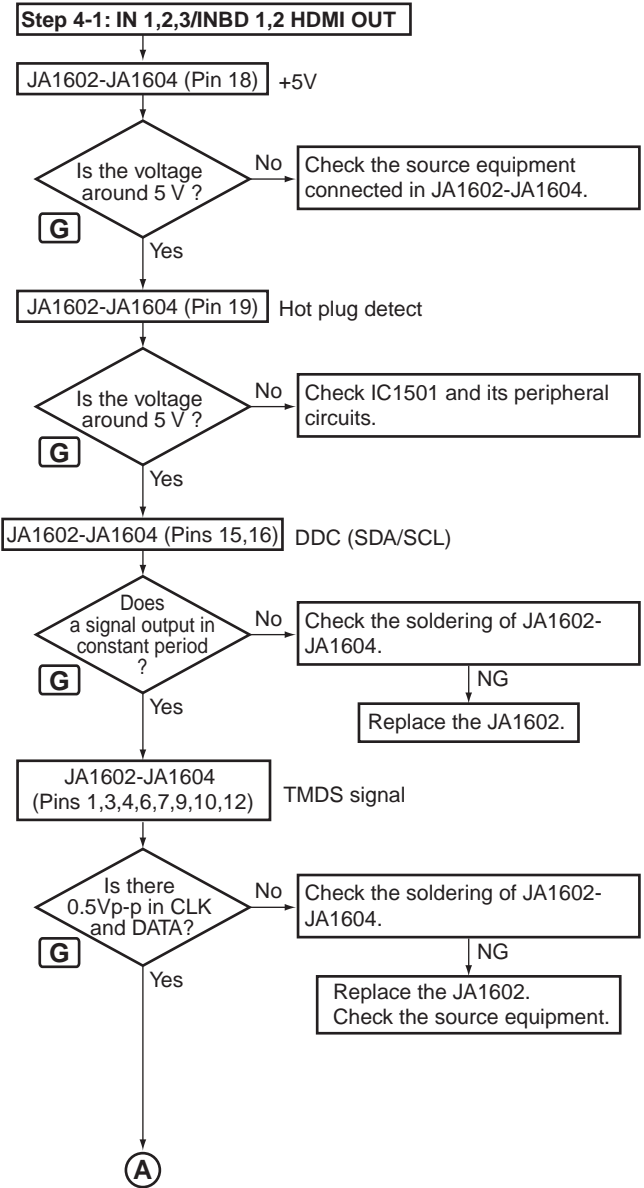 Step 4-1: IN 1,2,3/INBD 1,2 HDMI OUT
JA1602-JA1604 (Pin 18) +5V
Is the voltage
around 5 V ?
No
Check the source equipment
connected in JA1602-JA1604.
G
Yes
JA1602-JA1604 (Pin 19) Hot plug detect
Is the voltage
around 5 V ?
No
Check IC1501 and its peripheral
circuits.
G
Yes
JA1602-JA1604 (Pins 15,16) DDC (SDA/SCL)
Does
a signal output in
constant period
?
No
Check the soldering of JA1602-
JA1604.
NG
Replace the JA1602.
G
Yes
JA1602-JA1604
(Pins 1,3,4,6,7,9,10,12)
TMDS signal
Is there
0.5Vp-p in CLK
and DATA?
No
Check the soldering of JA1602-
JA1604.
NG
Replace the JA1602.
Check the source equipment.
G
Yes
A